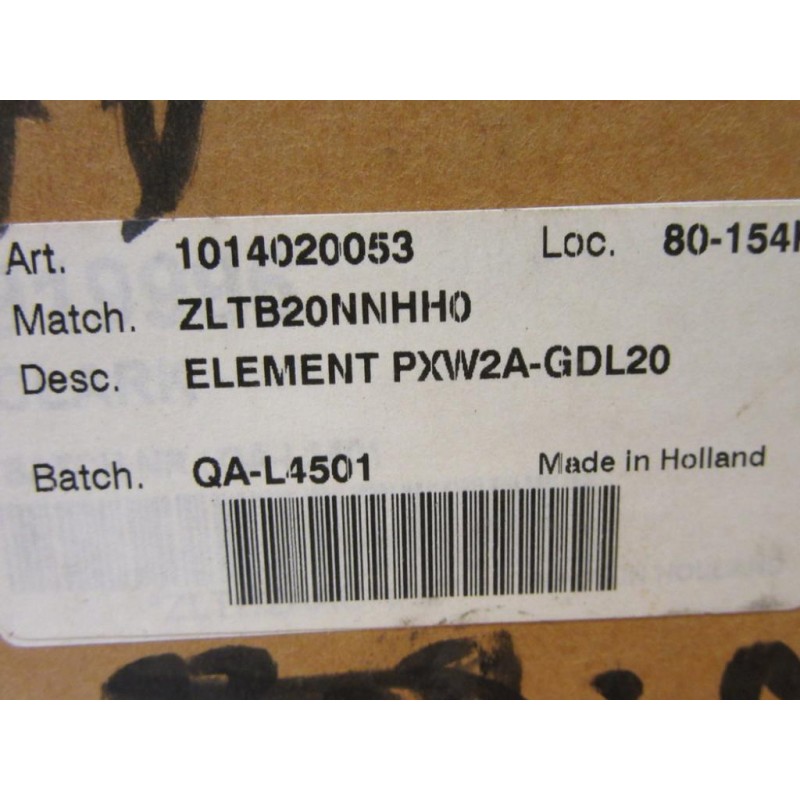 Art. 1014020053 Loc. 80-154
Match. ZLTB20NNHH0
Desc. ELEMENT PXW2A-GDL20
Batch. QA-L4501 Made in Holland